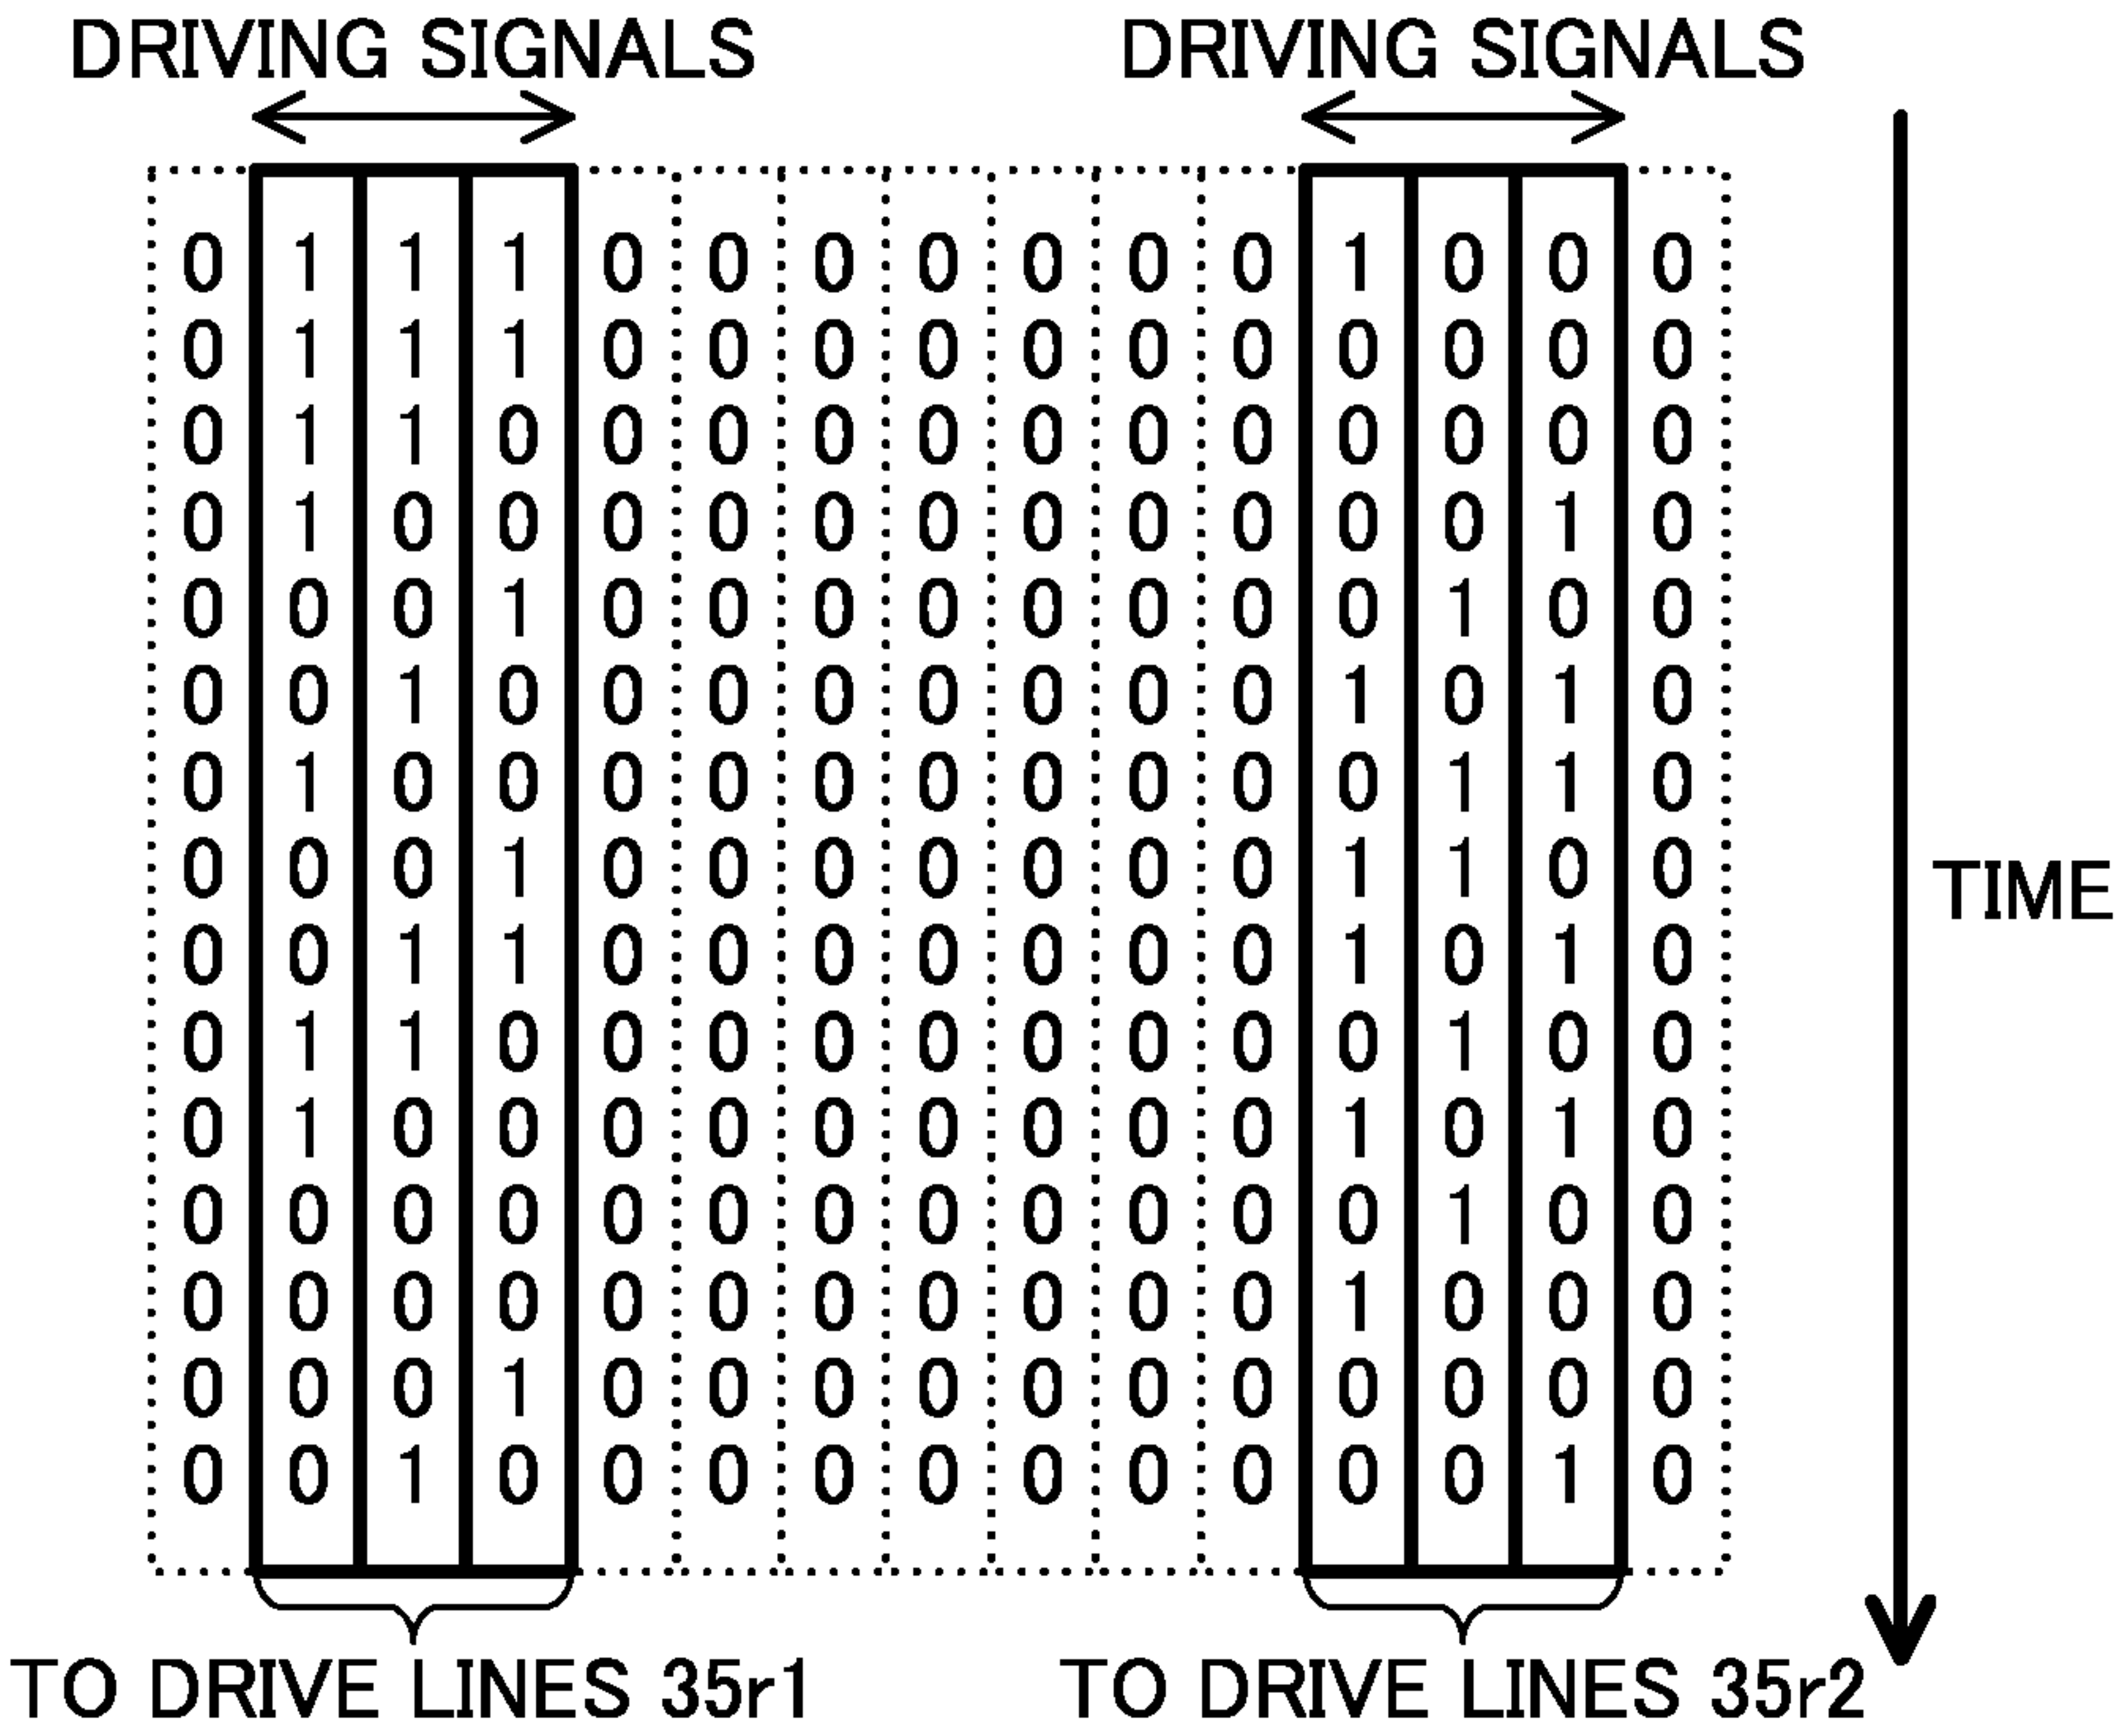 DRIVING SIGNALS DRIVING SIGNALS
0 1 1 1 0 0 0 0 0 0 0 1 0 0 0
0 1 1 1 0 0 0 0 0 0 0 0 0 0 0
0 1 1 0 0 0 0 0 0 0 0 0 0 0 0
0 1 0 0 0 0 0 0 0 0 0 0 0 1 0
0 0 0 1 0 0 0 0 0 0 0 0 1 0 0
0 0 1 0 0 0 0 0 0 0 0 1 0 1 0
0 1 0 0 0 0 0 0 0 0 0 0 1 1 0
0 0 0 1 0 0 0 0 0 0 0 1 1 0 0
TIME
0 0 1 1 0 0 0 0 0 0 0 1 0 1 0
0 1 1 0 0 0 0 0 0 0 0 0 1 0 0
0 1 0 0 0 0 0 0 0 0 0 1 0 1 0
0 0 0 0 0 0 0 0 0 0 0 0 1 0 0
0 0 0 0 0 0 0 0 0 0 0 1 0 0 0
0 0 0 1 0 0 0 0 0 0 0 0 0 0 0
0 0 1 0 0 0 0 0 0 0 0 0 0 1 0
TO DRIVE LINES 35r1 TO DRIVE LINES 35r2